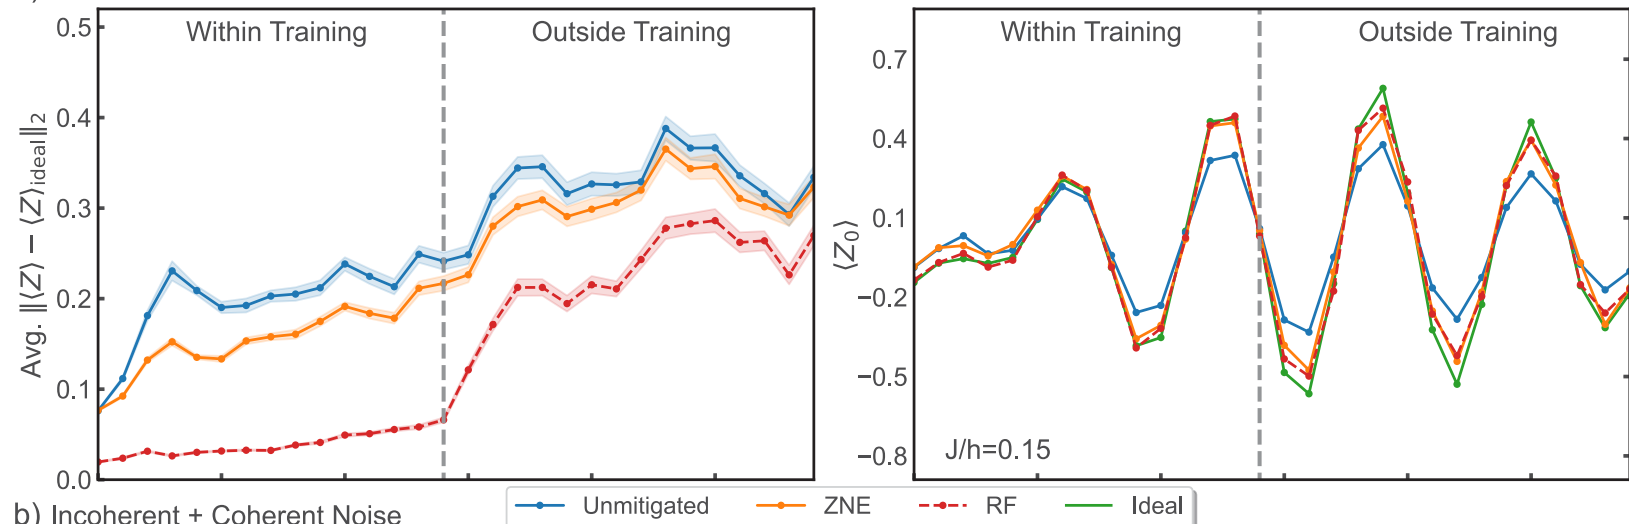 Within Training
Outside Training
0.5
0.4
0.3
0.2
0.1
0.0
Avg. ∥⟨Z⟩ − ⟨Z⟩ideal∥2
Within Training
Outside Training
0.7
0.4
0.1
−0.2
−0.5
−0.8
⟨Z0⟩
J/h=0.15
Unmitigated ZNE RF Ideal
b) Incoherent + Coherent Noise